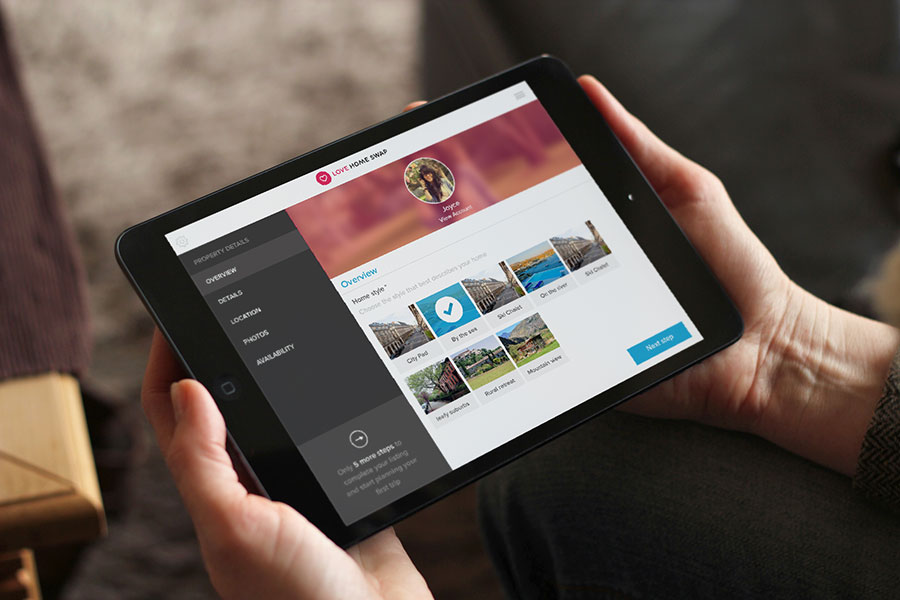 LOVE HOME SWAP
Joyce
View Account
PROPERTY DETAILS
OVERVIEW
DETAILS
LOCATION
PHOTOS
AVAILABILITY
Only 5 more steps to
complete your listing
and start planning your
first trip
Overview
Home style*
Choose the style that best describes your home
City Pad
By the sea
Ski Chalet
On the river
Ski Chalet
leafy suburbs
Rural retreat
Mountain view
Next step